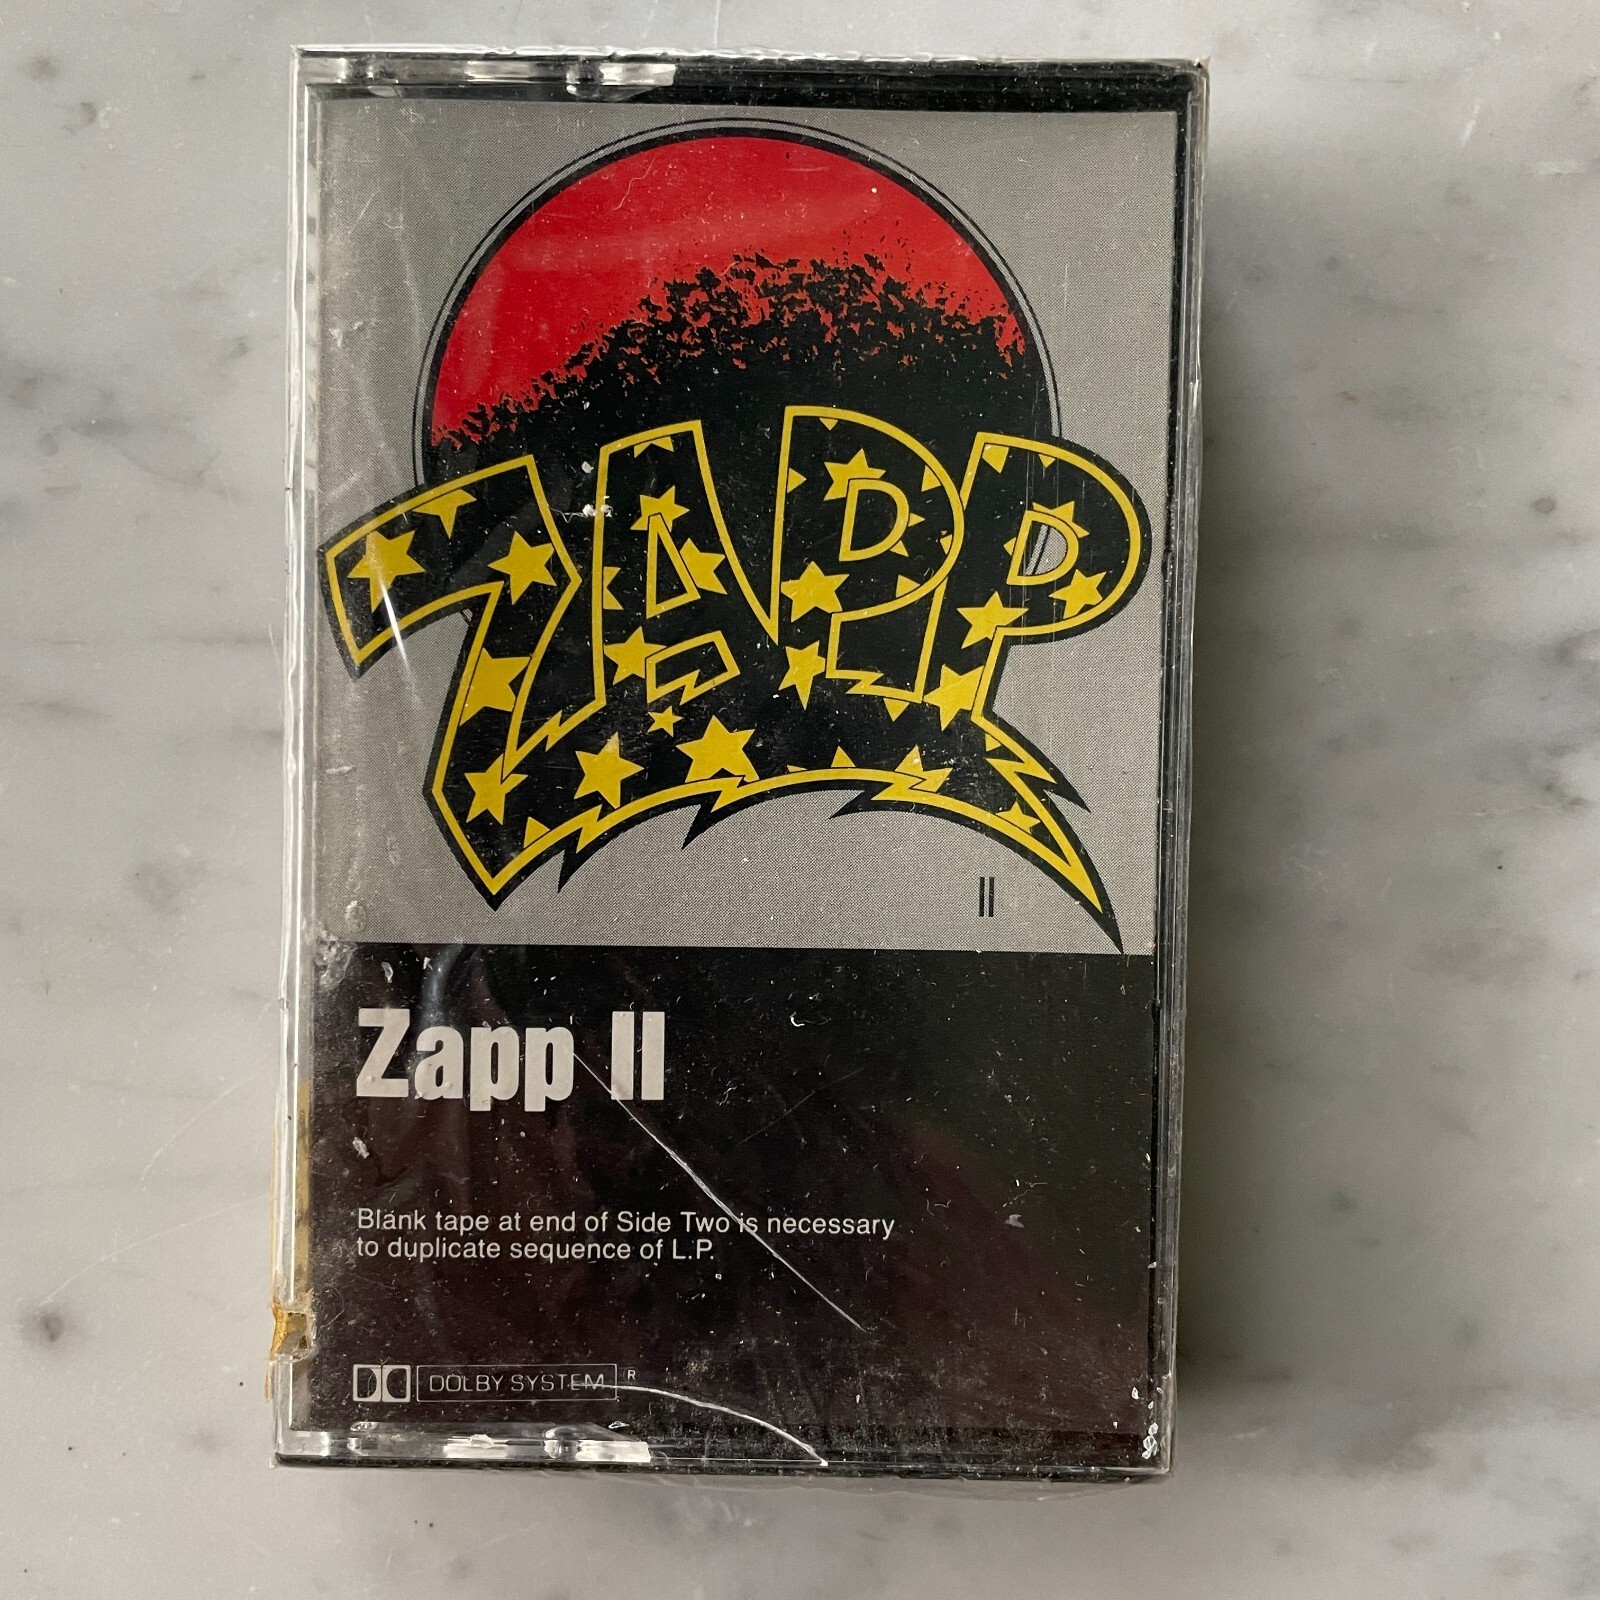 ZAPP
II
Zapp II
Blank tape at end of Side Two is necessary
to duplicate sequence of L.P.
DOLBY SYSTEM R